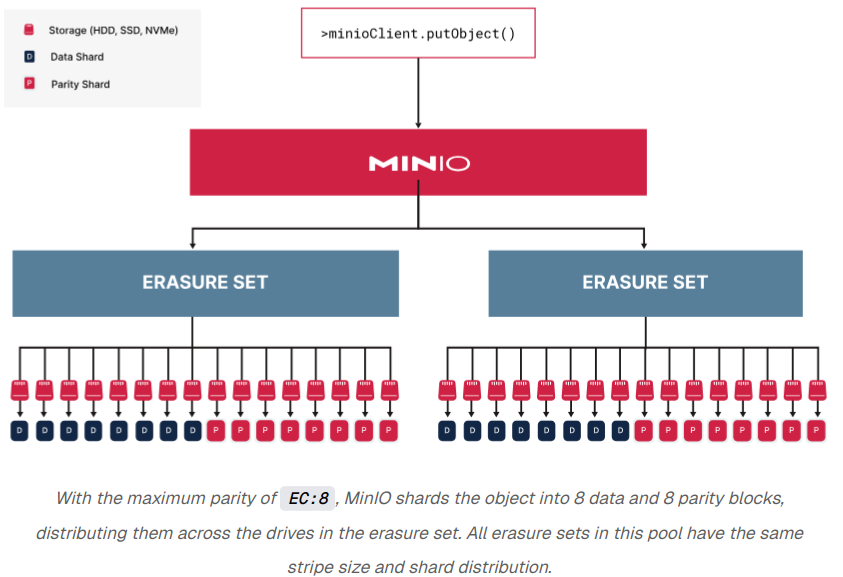 Storage (HDD, SSD, NVMe)
D Data Shard
P Parity Shard
>minioClient.putObject()
MINIO
ERASURE SET ERASURE SET
D D D D D D D D P P P P P P P P D D D D D D D D P P P P P P P P
With the maximum parity of EC:8, MinIO shards the object into 8 data and 8 parity blocks,
distributing them across the drives in the erasure set. All erasure sets in this pool have the same
stripe size and shard distribution.